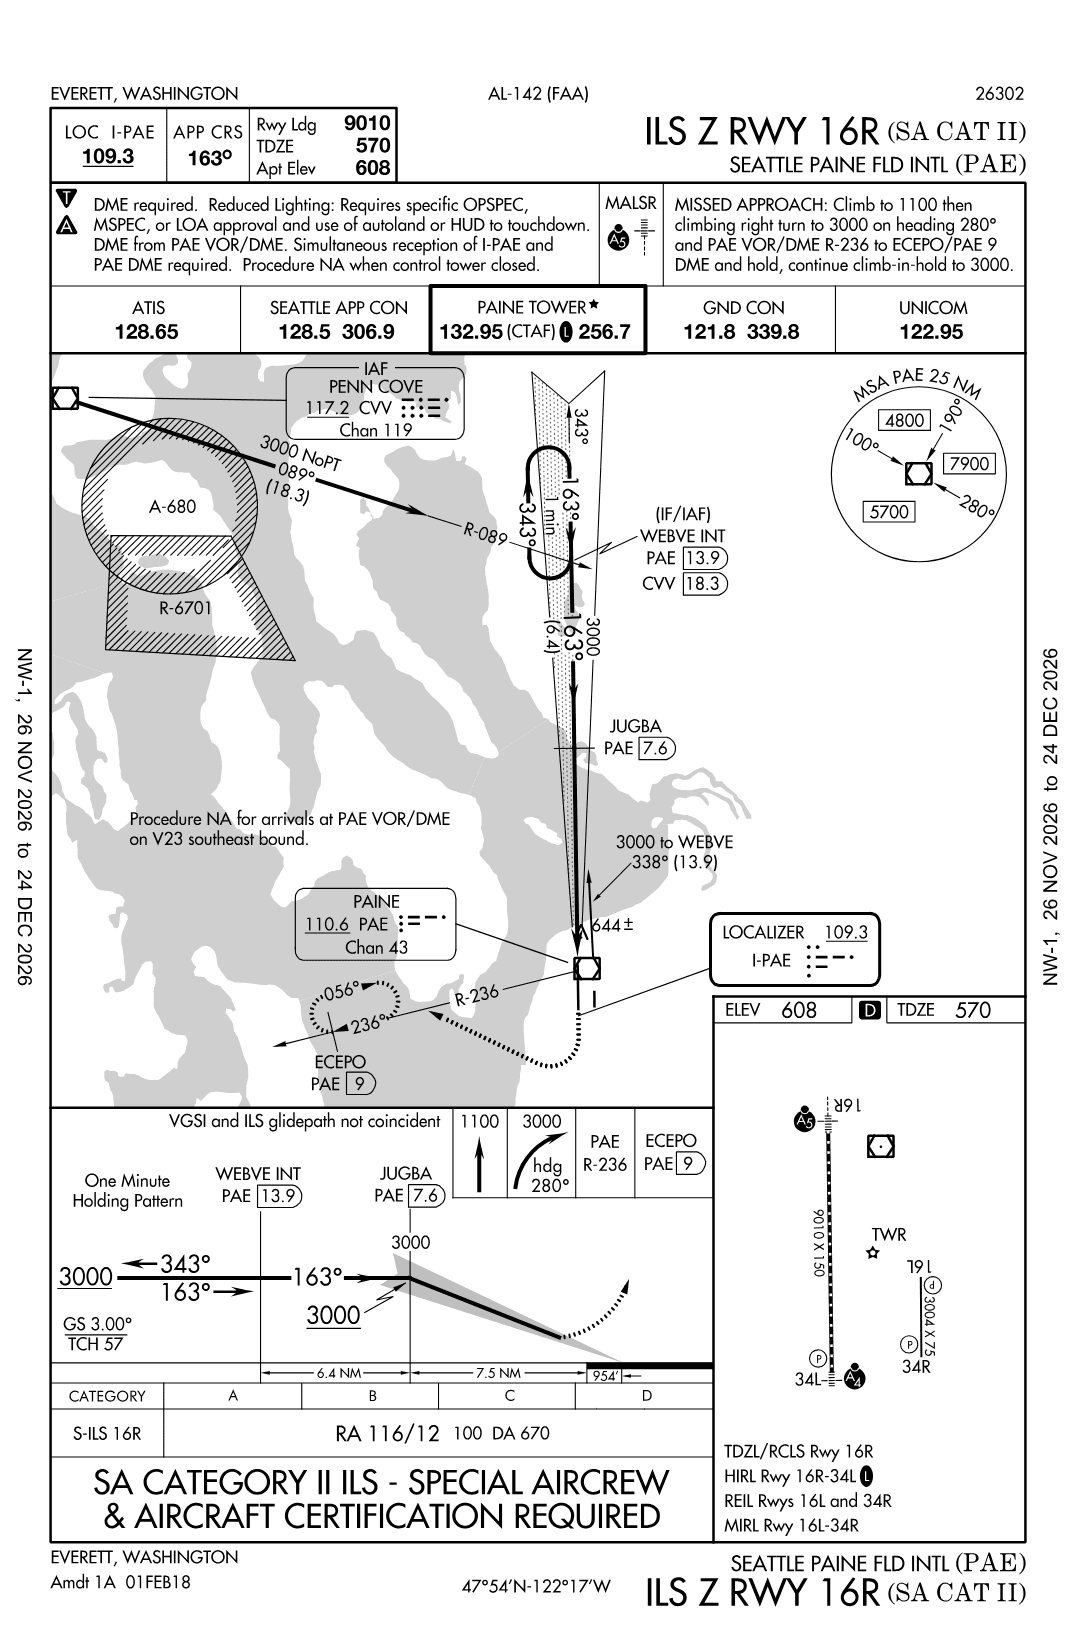 EVERETT, WASHINGTON
AL-142 (FAA)
26302
LOC I-PAE
109.3
APP CRS
163°
Rwy Ldg 9010
TDZE 570
Apt Elev 608
ILS Z RWY 16R (SA CAT II)
SEATTLE PAINE FLD INTL (PAE)
T
A
DME required. Reduced Lighting: Requires specific OPSPEC,
MSPEC, or LOA approval and use of autoland or HUD to touchdown.
DME from PAE VOR/DME. Simultaneous reception of I-PAE and
PAE DME required. Procedure NA when control tower closed.
MALSR
A5
MISSED APPROACH: Climb to 1100 then
climbing right turn to 3000 on heading 280°
and PAE VOR/DME R-236 to ECEPO/PAE 9
DME and hold, continue climb-in-hold to 3000.
ATIS
128.65
SEATTLE APP CON
128.5 306.9
PAINE TOWER★
132.95 (CTAF) L 256.7
GND CON
121.8 339.8
UNICOM
122.95
IAF
PENN COVE
117.2 CVV
Chan 119
3000 NoPT
089°
(18.3)
A-680
R-6701
R-089
343°
163°
1 min
343°
(IF/IAF)
WEBVE INT
PAE 13.9
CVV 18.3
3000
163°
(6.4)
MSA PAE 25 NM
4800
190°
100°
7900
5700
280°
JUGBA
PAE 7.6
Procedure NA for arrivals at PAE VOR/DME
on V23 southeast bound.
3000 to WEBVE
338° (13.9)
PAINE
110.6 PAE
Chan 43
644±
LOCALIZER 109.3
I-PAE
R-236
056°
236°
ECEPO
PAE 9
NW-1, 26 NOV 2026 to 24 DEC 2026
NW-1, 26 NOV 2026 to 24 DEC 2026
ELEV 608
D
TDZE 570
A5
16R
9010 X 150
TWR
16L
P
3004 X 75
P
34R
P
34L
A4
TDZL/RCLS Rwy 16R
HIRL Rwy 16R-34L L
REIL Rwys 16L and 34R
MIRL Rwy 16L-34R
VGSI and ILS glidepath not coincident
1100
3000
hdg
280°
PAE
R-236
ECEPO
PAE 9
One Minute
Holding Pattern
WEBVE INT
PAE 13.9
JUGBA
PAE 7.6
3000
3000
343°
163°
163°
3000
GS 3.00°
TCH 57
6.4 NM
7.5 NM
954'
CATEGORY
A
B
C
D
S-ILS 16R
RA 116/12 100 DA 670
SA CATEGORY II ILS - SPECIAL AIRCREW
& AIRCRAFT CERTIFICATION REQUIRED
EVERETT, WASHINGTON
Amdt 1A 01FEB18
47°54'N-122°17'W
SEATTLE PAINE FLD INTL (PAE)
ILS Z RWY 16R (SA CAT II)